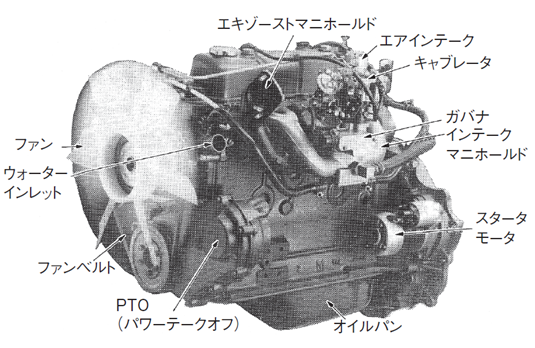 エキゾーストマニホールド
エアインテーク
キャブレータ
ガバナ
インテーク
マニホールド
ファン
ウォーター
インレット
スタータ
モータ
ファンベルト
PTO
(パワーテークオフ)
オイルパン